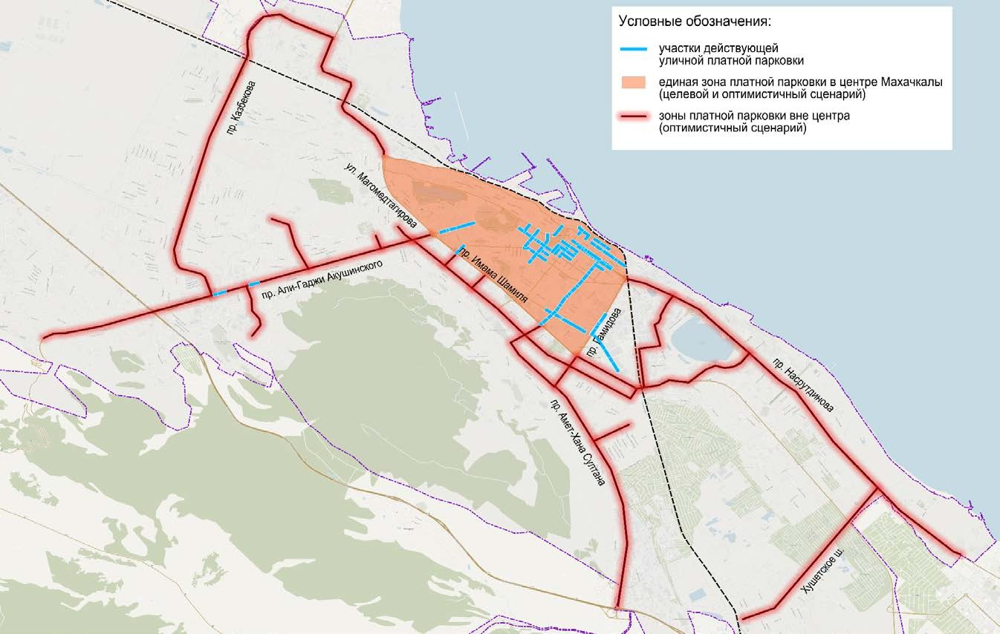 Условные обозначения:
участки действующей
уличной платной парковки
единая зона платной парковки в центре Махачкалы
(целевой и оптимистичный сценарий)
зоны платной парковки вне центра
(оптимистичный сценарий)
пр. Казбекова
ул. Магомедтагирова
пр. Имама Шамиля
пр. Али-Гаджи Акушинского
пр. Гамидова
пр. Насрутдинова
пр. Амет-Хана Султана
Хушетское ш.